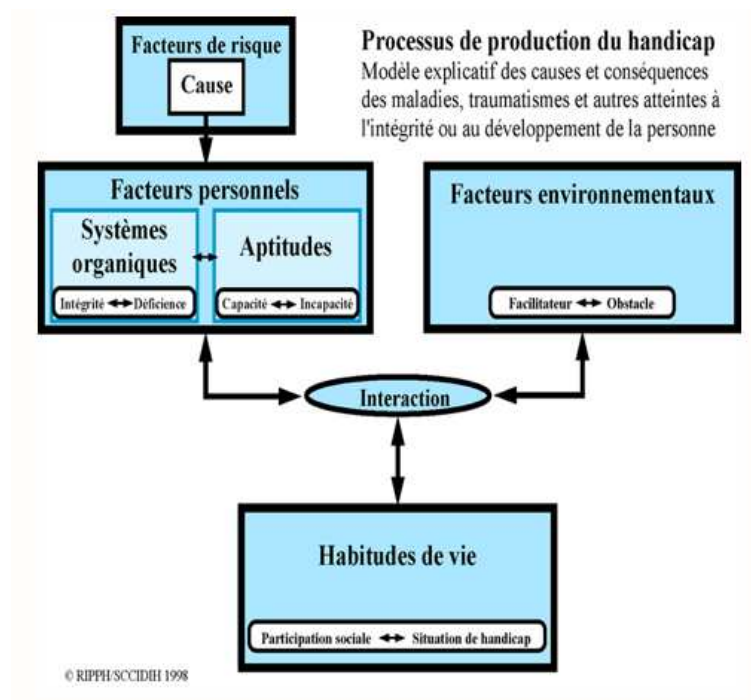 Facteurs de risque
Cause
Processus de production du handicap
Modèle explicatif des causes et conséquences
des maladies, traumatismes et autres atteintes à
l'intégrité ou au développement de la personne
Facteurs personnels
Systèmes
organiques
Aptitudes
Intégrité
Déficience
Capacité
Incapacité
Facteurs environnementaux
Facilitateur
Obstacle
Interaction
Habitudes de vie
Participation sociale
Situation de handicap
© RIPPH/SCCIDIH 1998